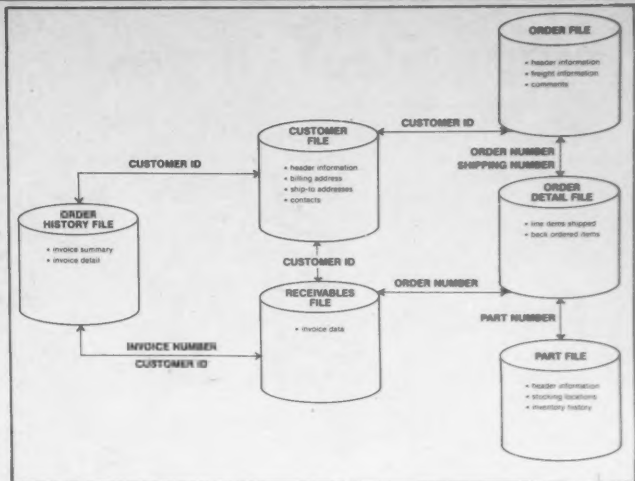 ORDER FILE
• header information
• freight information
• comments
CUSTOMER ID
CUSTOMER
FILE
• header information
• billing address
• ship-to addresses
• contacts
ORDER NUMBER
SHIPPING NUMBER
CUSTOMER ID
ORDER
DETAIL FILE
• line items shipped
• back ordered items
ORDER
HISTORY FILE
• invoice summary
• invoice detail
CUSTOMER ID
RECEIVABLES
FILE
• invoice data
ORDER NUMBER
PART NUMBER
INVOICE NUMBER
CUSTOMER ID
PART FILE
• header information
• stocking locations
• inventory history